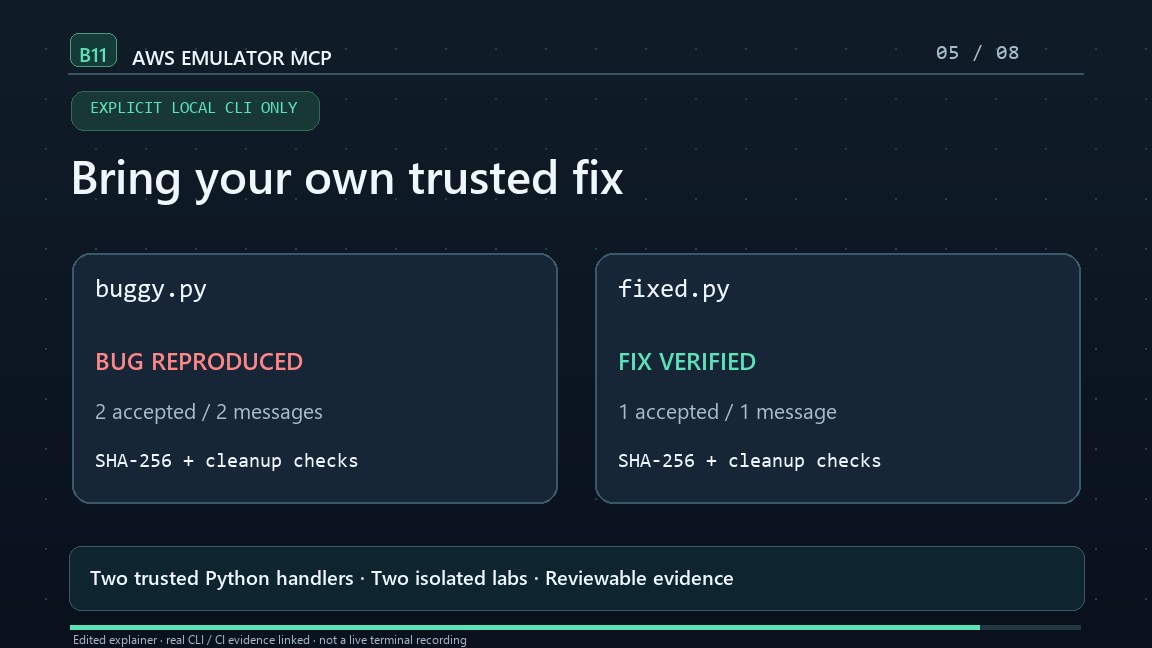 B11 AWS EMULATOR MCP 05 / 08
EXPLICIT LOCAL CLI ONLY
Bring your own trusted fix
buggy.py
BUG REPRODUCED
2 accepted / 2 messages
SHA-256 + cleanup checks
fixed.py
FIX VERIFIED
1 accepted / 1 message
SHA-256 + cleanup checks
Two trusted Python handlers · Two isolated labs · Reviewable evidence
Edited explainer · real CLI / CI evidence linked · not a live terminal recording